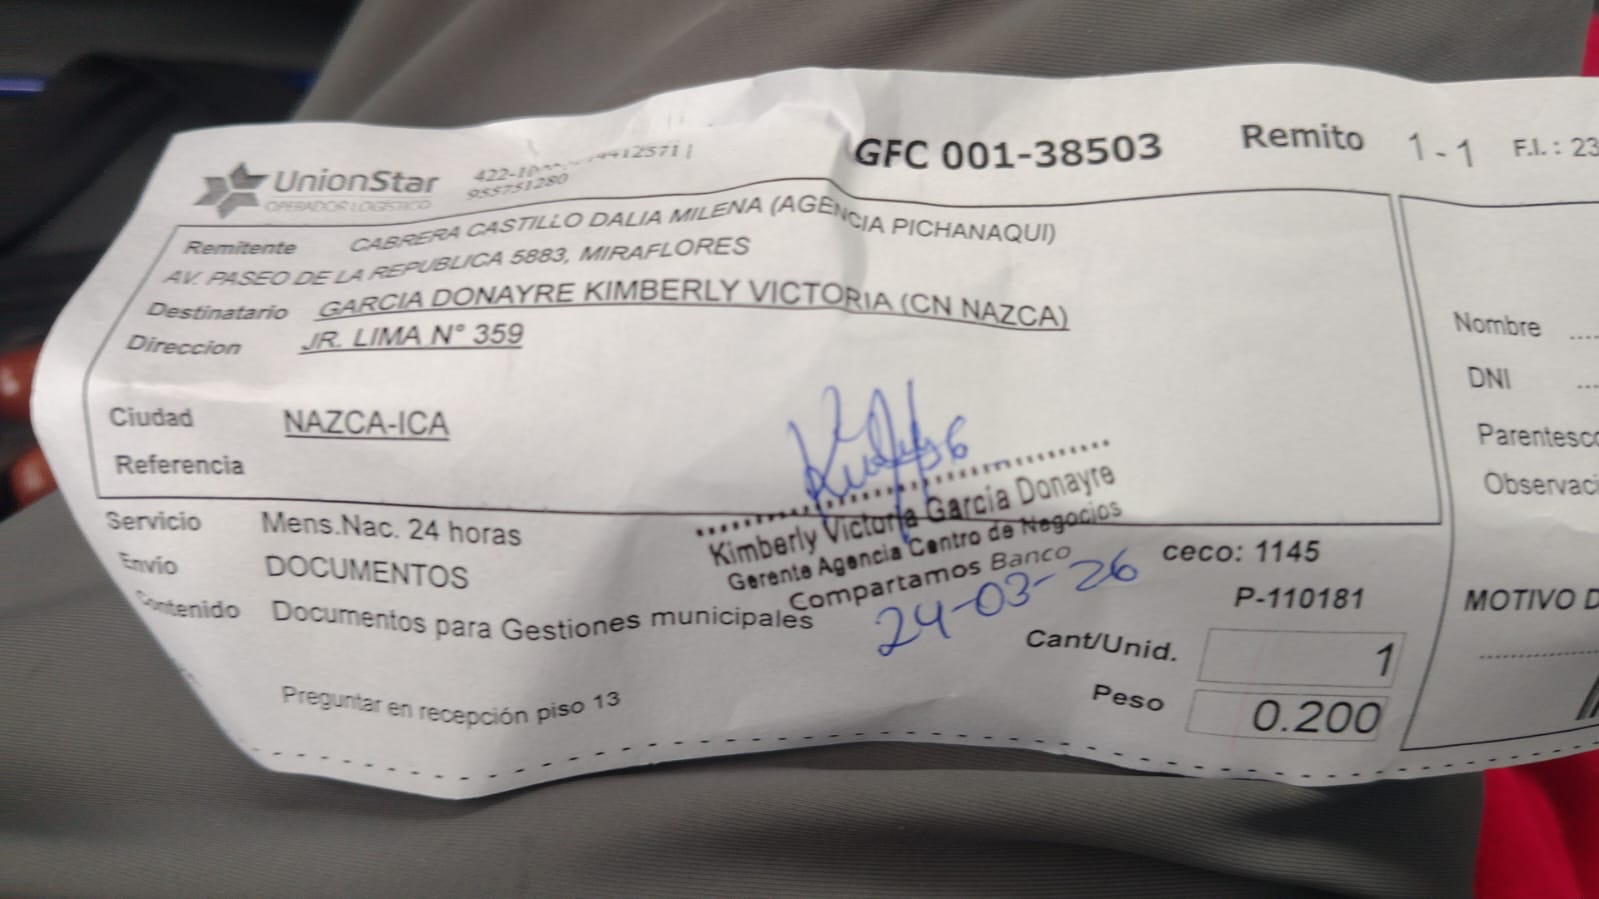 UnionStar
OPERADOR LOGISTICO
955751280
GFC 001-38503 Remito 1-1 F.I.: 23
Remitente CABRERA CASTILLO DALIA MILENA (AGENCIA PICHANAQUI)
AV. PASEO DE LA REPUBLICA 5883, MIRAFLORES
Destinatario GARCIA DONAYRE KIMBERLY VICTORIA (CN NAZCA)
Direccion JR. LIMA N° 359
Ciudad NAZCA-ICA
Referencia
Servicio Mens.Nac. 24 horas
Envío DOCUMENTOS
Contenido Documentos para Gestiones municipales
Preguntar en recepción piso 13
Kimberly Victoria Garcia Donayre
Gerente Agencia Centro de Negocios
Compartamos Banco
24-03-26
ceco: 1145
P-110181
Cant/Unid. 1
Peso 0.200
Nombre ....
DNI ...
Parentesco
MOTIVO